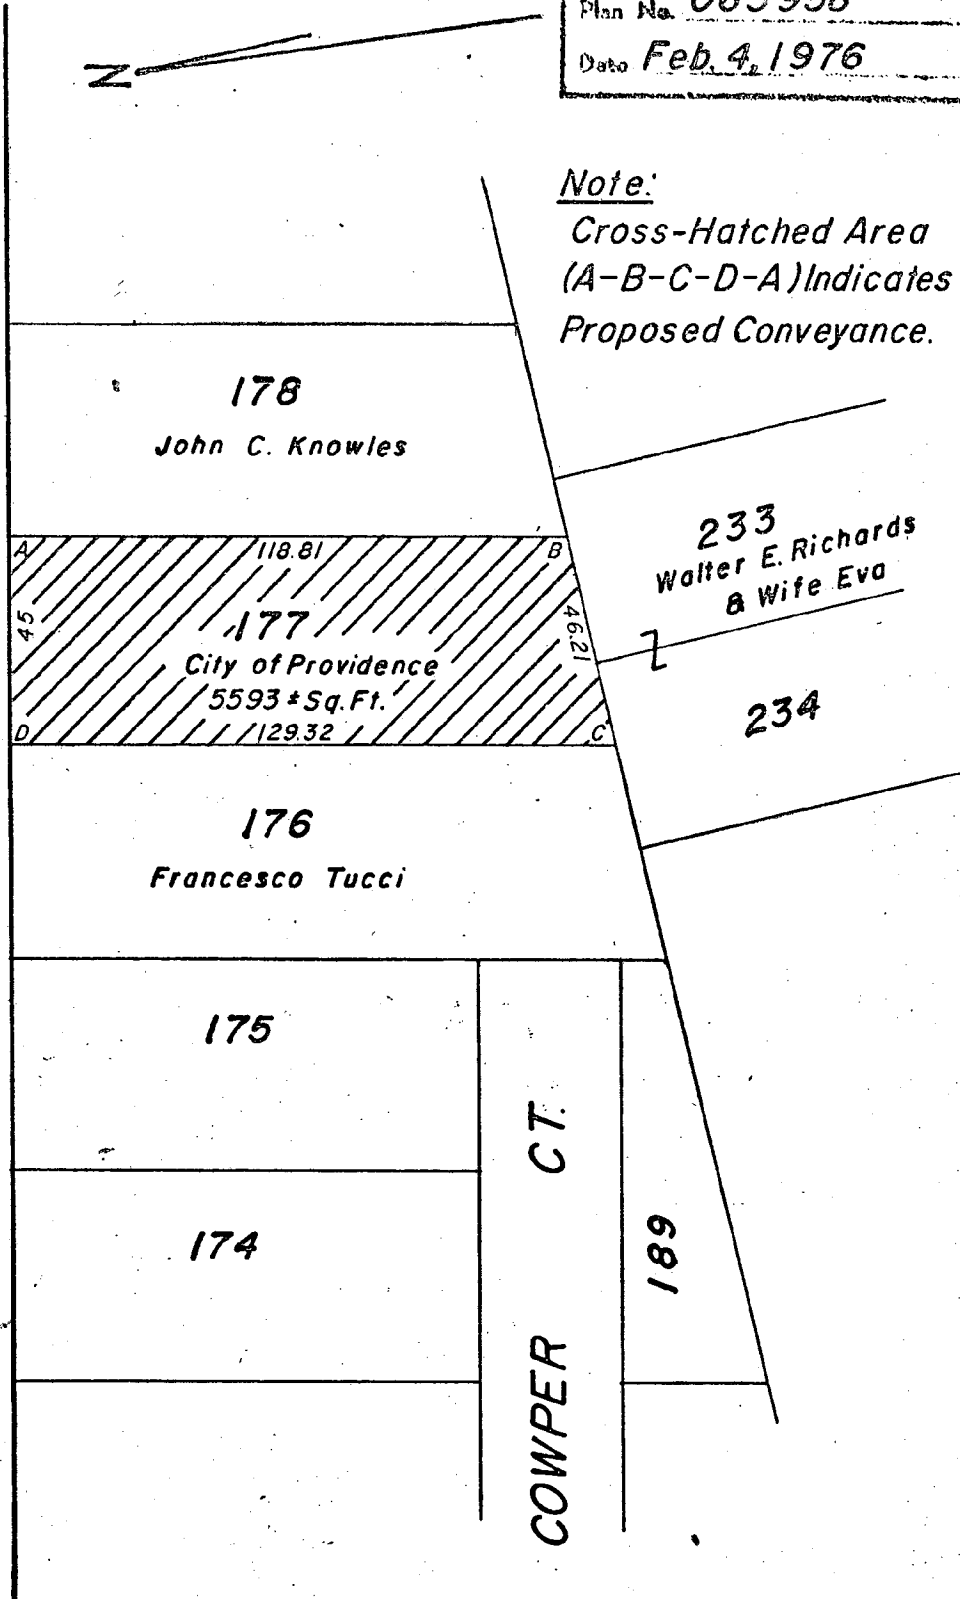 Plan No.
Date Feb. 4, 1976
N
Note:
Cross-Hatched Area
(A-B-C-D-A) Indicates
Proposed Conveyance.
178
John C. Knowles
A 118.81 B
45
46.21
177
City of Providence
5593 ± Sq. Ft.
D 129.32 C
233
Walter E. Richards
& Wife Eva
234
176
Francesco Tucci
175
174
COWPER CT.
189